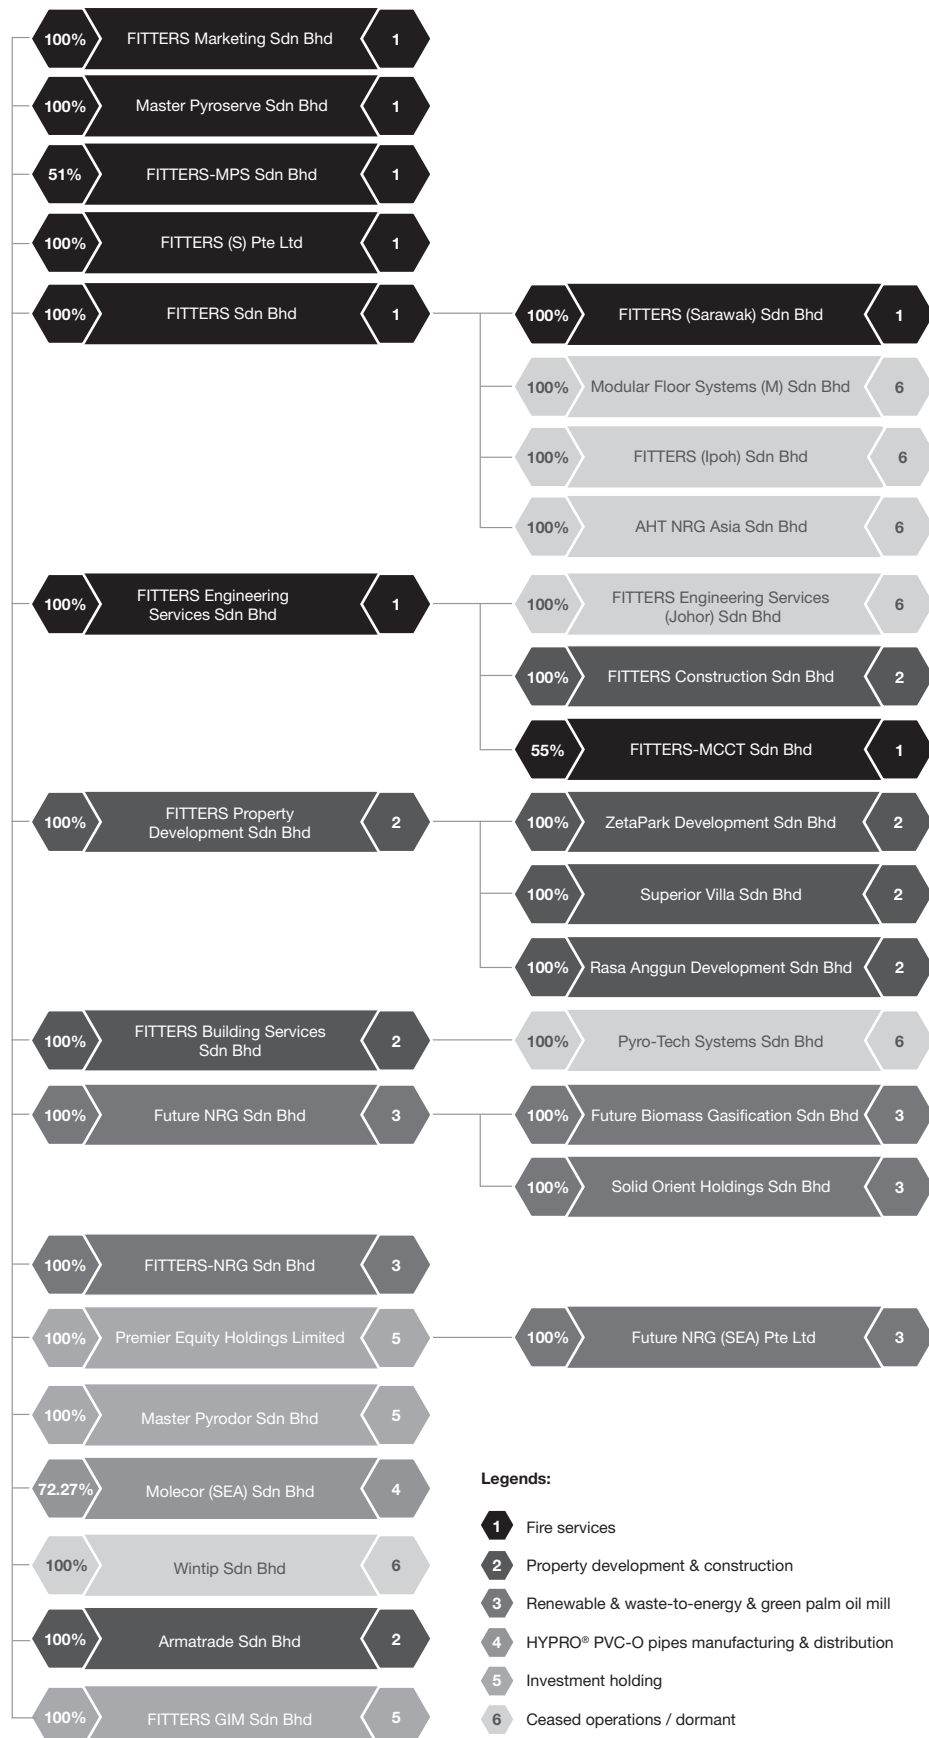 100% FITTERS Marketing Sdn Bhd 1
100% Master Pyroserve Sdn Bhd 1
51% FITTERS-MPS Sdn Bhd 1
100% FITTERS (S) Pte Ltd 1
100% FITTERS Sdn Bhd 1
100% FITTERS (Sarawak) Sdn Bhd 1
100% Modular Floor Systems (M) Sdn Bhd 6
100% FITTERS (Ipoh) Sdn Bhd 6
100% AHT NRG Asia Sdn Bhd 6
100% FITTERS Engineering
Services Sdn Bhd 1
100% FITTERS Engineering Services
(Johor) Sdn Bhd 6
100% FITTERS Construction Sdn Bhd 2
55% FITTERS-MCCT Sdn Bhd 1
100% FITTERS Property
Development Sdn Bhd 2
100% ZetaPark Development Sdn Bhd 2
100% Superior Villa Sdn Bhd 2
100% Rasa Anggun Development Sdn Bhd 2
100% FITTERS Building Services
Sdn Bhd 2
100% Pyro-Tech Systems Sdn Bhd 6
100% Future NRG Sdn Bhd 3
100% Future Biomass Gasification Sdn Bhd 3
100% Solid Orient Holdings Sdn Bhd 3
100% FITTERS-NRG Sdn Bhd 3
100% Premier Equity Holdings Limited 5
100% Future NRG (SEA) Pte Ltd 3
100% Master Pyrodor Sdn Bhd 5
72.27% Molecor (SEA) Sdn Bhd 4
100% Wintip Sdn Bhd 6
100% Armatrade Sdn Bhd 2
100% FITTERS GIM Sdn Bhd 5
Legends:
1 Fire services
2 Property development & construction
3 Renewable & waste-to-energy & green palm oil mill
4 HYPRO® PVC-O pipes manufacturing & distribution
5 Investment holding
6 Ceased operations / dormant